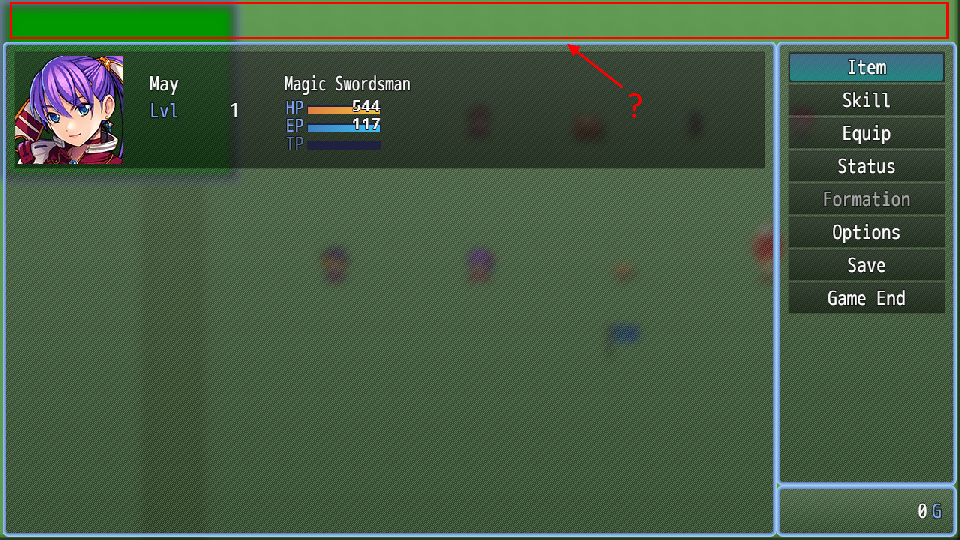 ?
May
Lvl 1
Magic Swordsman
HP 544
EP 117
TP
Item
Skill
Equip
Status
Formation
Options
Save
Game End
0 G